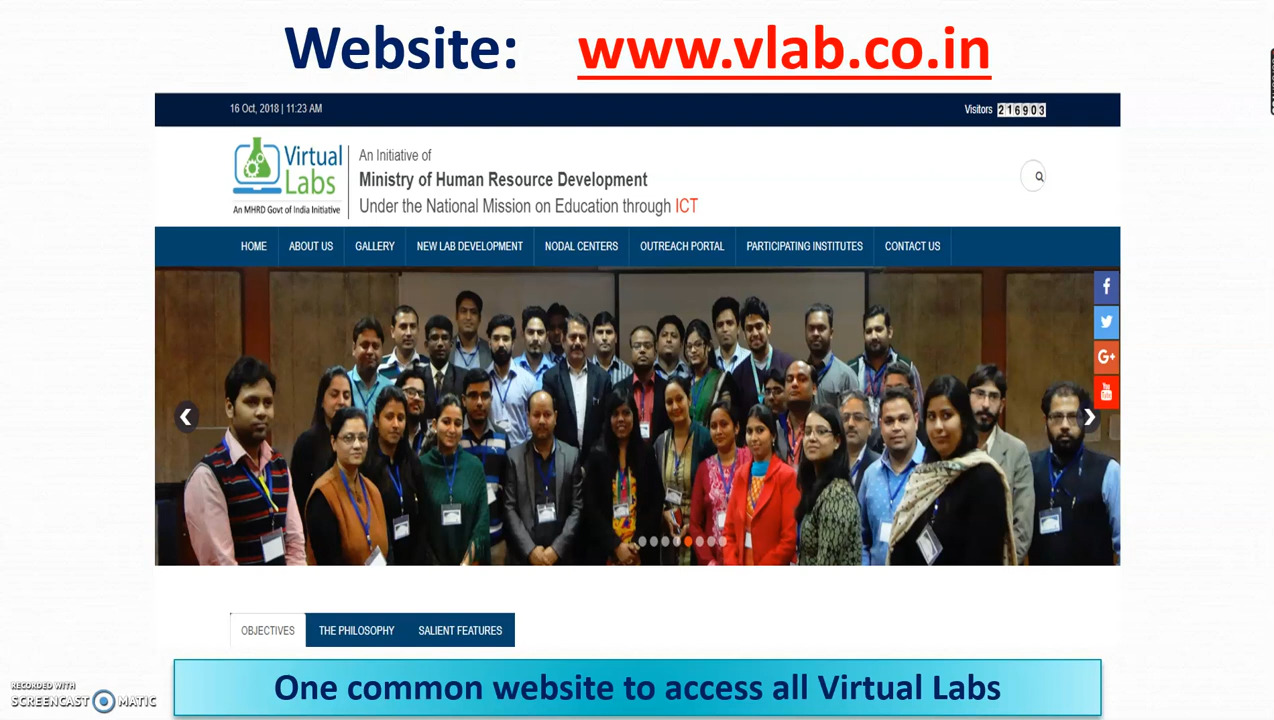 Website: www.vlab.co.in
16 Oct, 2018 | 11:23 AM
Visitors 216903
Virtual Labs
An MHRD Govt of India Initiative
An Initiative of
Ministry of Human Resource Development
Under the National Mission on Education through ICT
HOME ABOUT US GALLERY NEW LAB DEVELOPMENT NODAL CENTERS OUTREACH PORTAL PARTICIPATING INSTITUTES CONTACT US
f
G+
You Tube
OBJECTIVES THE PHILOSOPHY SALIENT FEATURES
One common website to access all Virtual Labs
RECORDED WITH
SCREENCAST MATIC